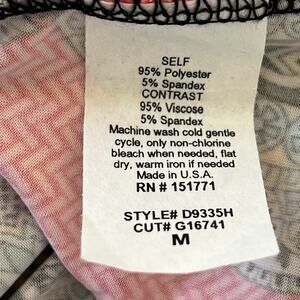 SELF
95% Polyester
5% Spandex
CONTRAST
95% Viscose
5% Spandex
Machine wash cold gentle
cycle, only non-chlorine
bleach when needed, flat
dry, warm iron if needed
Made in U.S.A.
RN # 151771
STYLE# D9335H
CUT# G16741
M